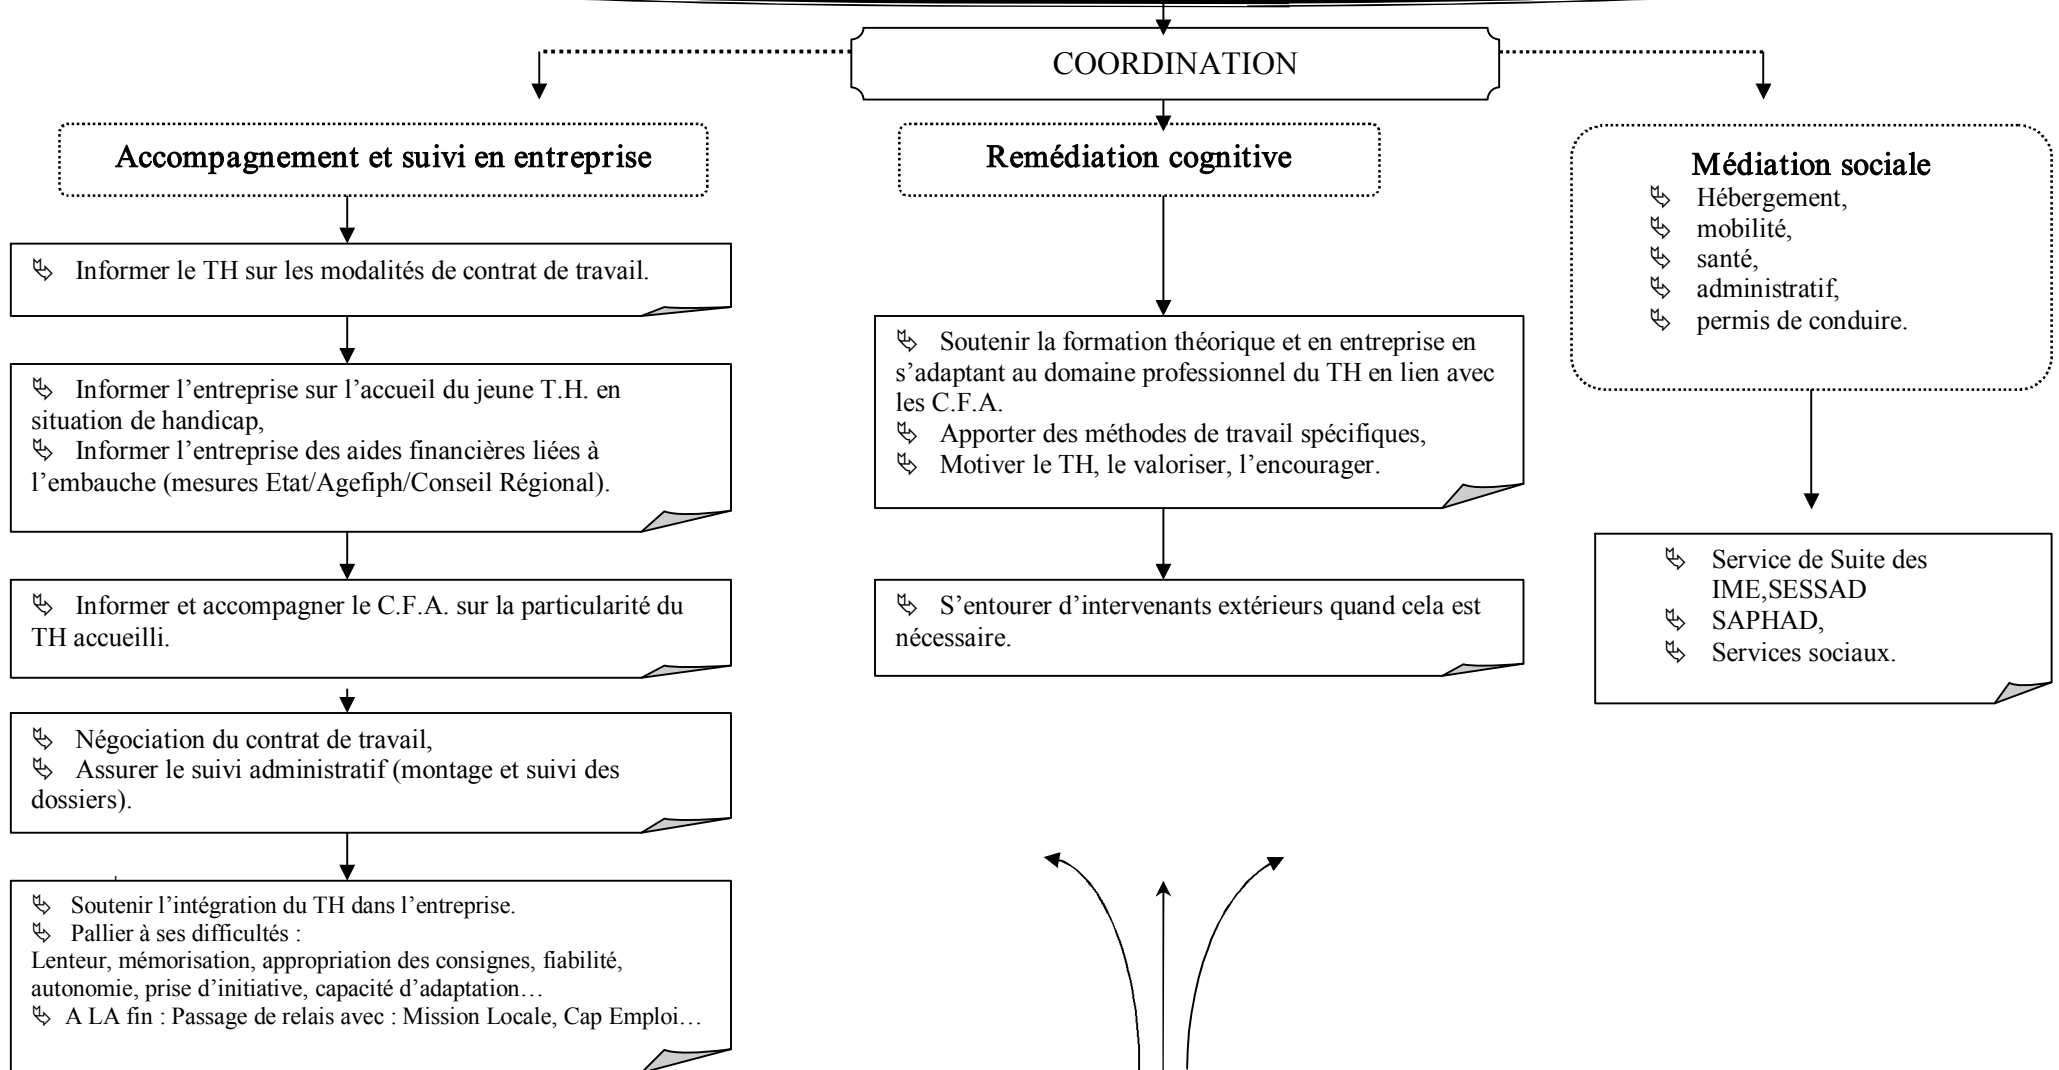 COORDINATION
Accompagnement et suivi en entreprise
Informer le TH sur les modalités de contrat de travail.
Informer l’entreprise sur l’accueil du jeune T.H. en
situation de handicap,
Informer l’entreprise des aides financières liées à
l’embauche (mesures Etat/Agefiph/Conseil Régional).
Informer et accompagner le C.F.A. sur la particularité du
TH accueilli.
Négociation du contrat de travail,
Assurer le suivi administratif (montage et suivi des
dossiers).
Soutenir l’intégration du TH dans l’entreprise.
Pallier à ses difficultés :
Lenteur, mémorisation, appropriation des consignes, fiabilité,
autonomie, prise d’initiative, capacité d’adaptation…
A LA fin : Passage de relais avec : Mission Locale, Cap Emploi…
Remédiation cognitive
Soutenir la formation théorique et en entreprise en
s’adaptant au domaine professionnel du TH en lien avec
les C.F.A.
Apporter des méthodes de travail spécifiques,
Motiver le TH, le valoriser, l’encourager.
S’entourer d’intervenants extérieurs quand cela est
nécessaire.
Médiation sociale
Hébergement,
mobilité,
santé,
administratif,
permis de conduire.
Service de Suite des
IME,SESSAD
SAPHAD,
Services sociaux.